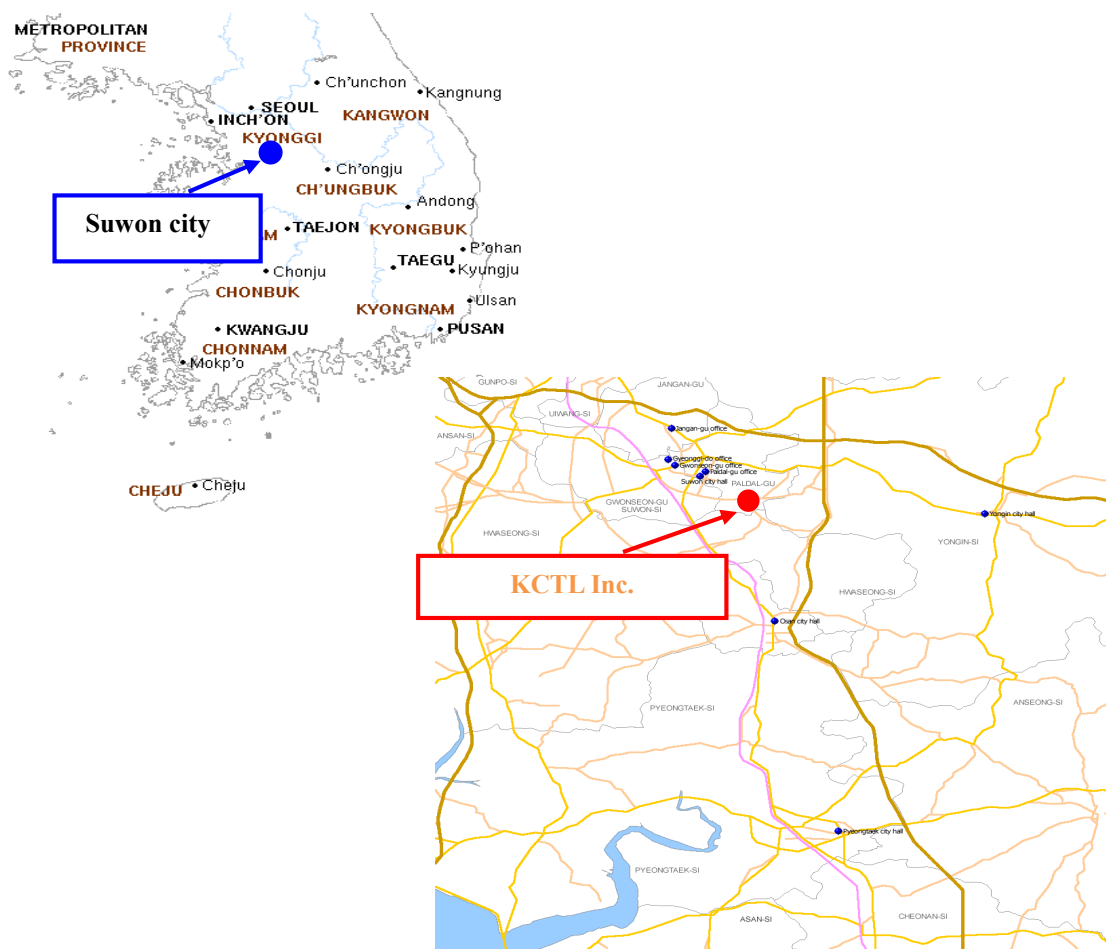 METROPOLITAN
PROVINCE
Ch'unchon
Kangnung
SEOUL
INCH'ON
KANGWON
KYONGGI
Ch'ongju
CH'UNGBUK
Suwon city
Andong
AM
TAEJON
KYONGBUK
P'ohan
TAEGU
Chonju
Kyungju
CHONBUK
Ulsan
KYONGNAM
KWANGJU
PUSAN
CHONNAM
Mokp'o
CHEJU
Cheju
GUNPO-SI
JANGAN-GU
UIWANG-SI
Jangan-gu office
ANSAN-SI
Gyeonggi-do office
Gwonseon-gu office
Paldal-gu office
Suwon city hall
PALDAL-GU
GWONSEON-GU
SUWON-SI
Yongin city hall
HWASEONG-SI
YONGIN-SI
KCTL Inc.
HWASEONG-SI
Osan city hall
PYEONGTAEK-SI
ANSEONG-SI
Pyeongtaek city hall
PYEONGTAEK-SI
ASAN-SI
CHEONAN-SI